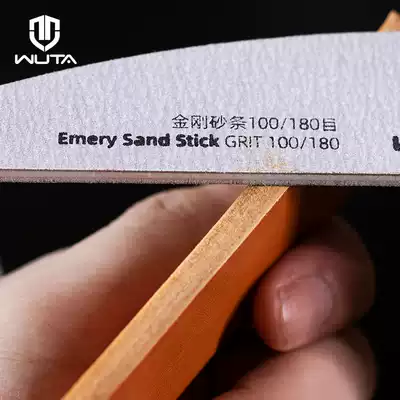 WUTA
金刚砂条100/180目
Emery Sand Stick GRIT 100/180